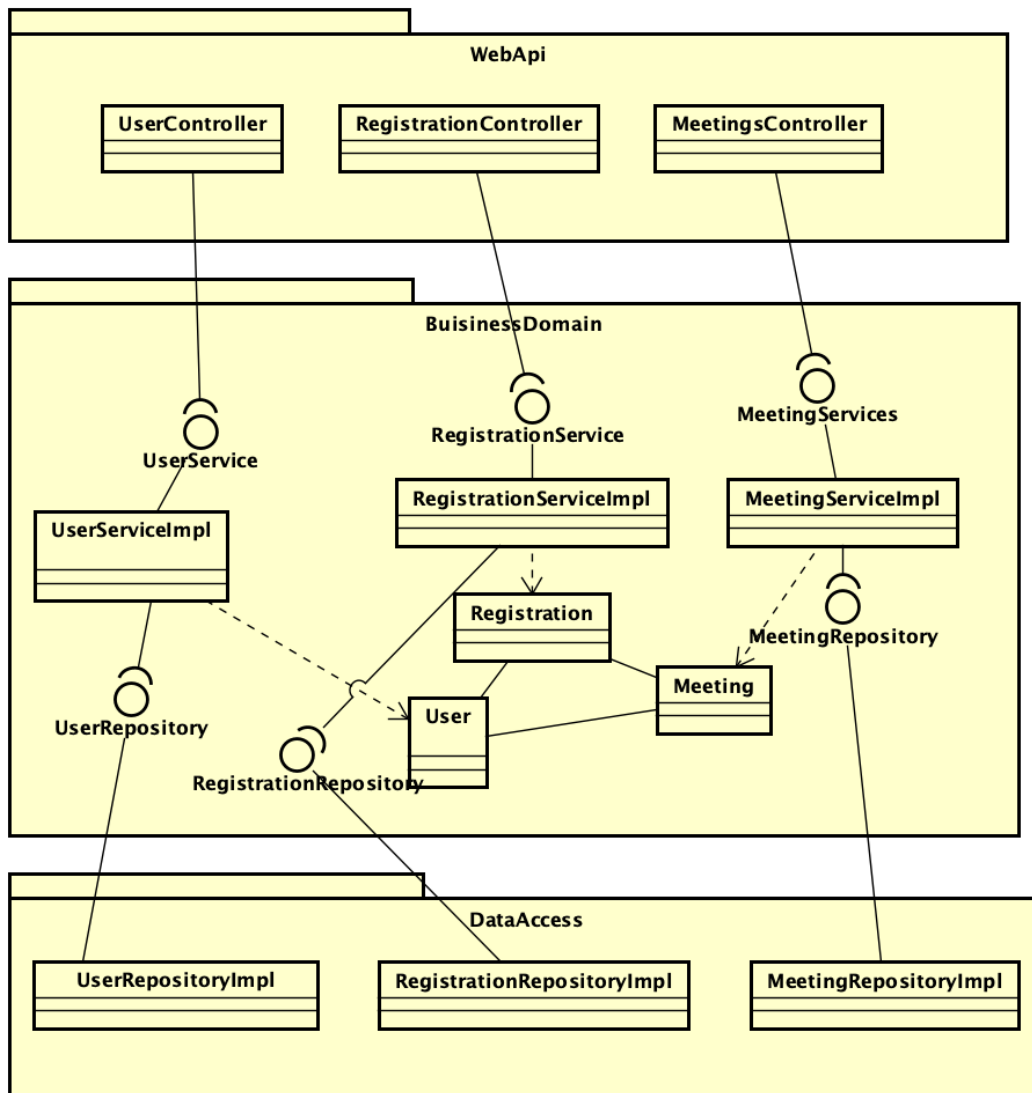 WebApi
UserController
RegistrationController
MeetingsController
BuisinessDomain
MeetingServices
RegistrationService
UserService
RegistrationServiceImpl
MeetingServiceImpl
UserServiceImpl
Registration
MeetingRepository
Meeting
User
UserRepository
RegistrationRepository
DataAccess
UserRepositoryImpl
RegistrationRepositoryImpl
MeetingRepositoryImpl